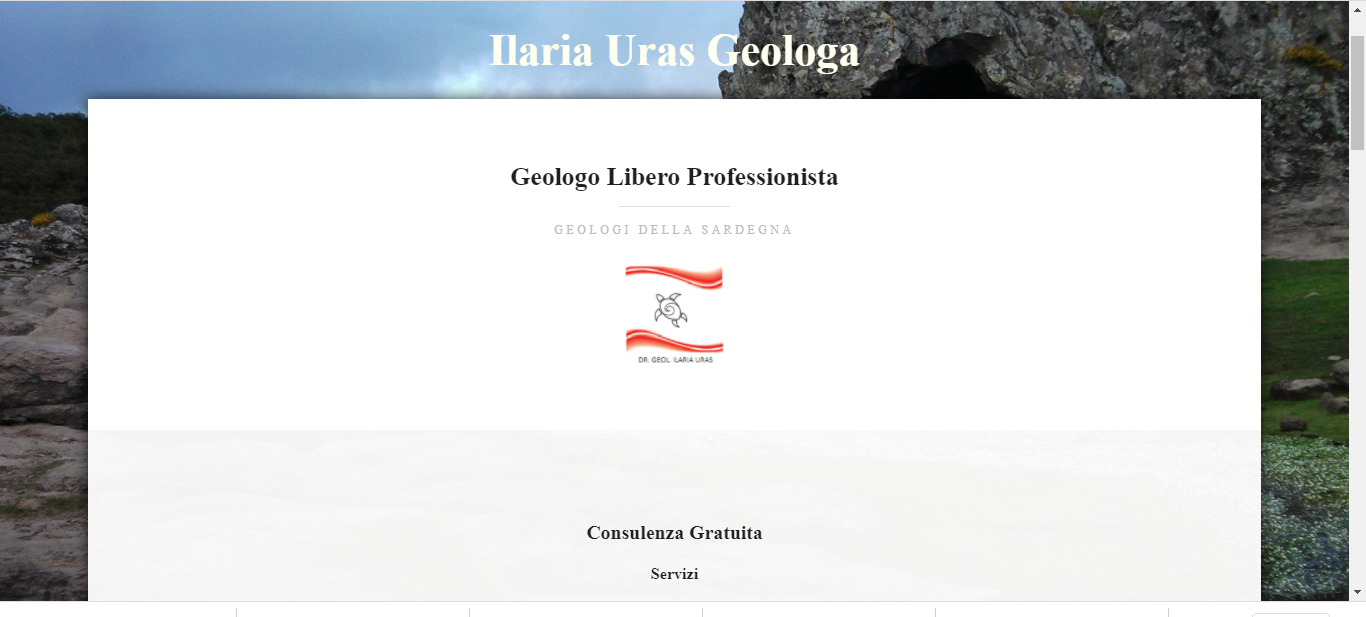 Ilaria Uras Geologa
Geologo Libero Professionista
GEOLOGI DELLA SARDEGNA
DR. GEOL. ILARIA URAS
Consulenza Gratuita
Servizi